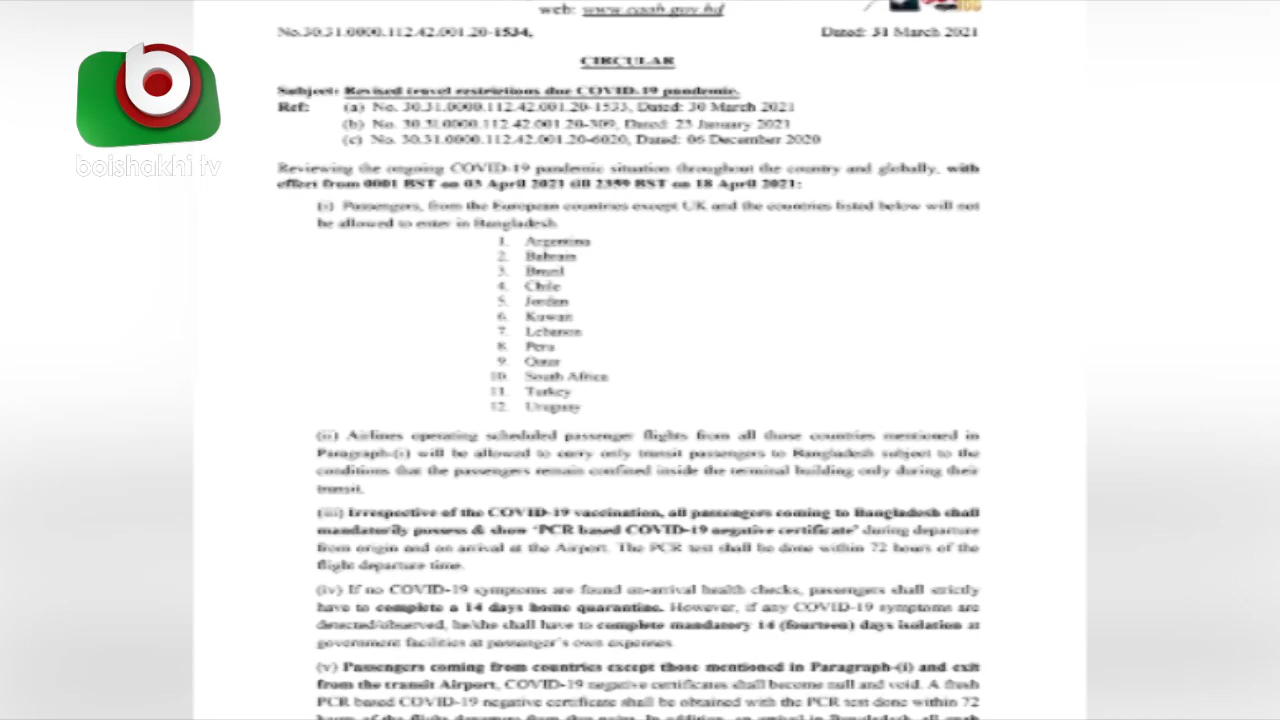 web: www.caab.gov.bd
No.30.31.0000.112.42.001.20-1534, Dated: 31 March 2021
CIRCULAR
Subject: Revised travel restrictions due COVID-19 pandemic.
Ref: (a) No. 30.31.0000.112.42.001.20-1533, Dated: 30 March 2021
(b) No. 30.31.0000.112.42.001.20-309, Dated: 23 January 2021
(c) No. 30.31.0000.112.42.001.20-6020, Dated: 06 December 2020
boishakhi tv
Reviewing the ongoing COVID-19 pandemic situation throughout the country and globally, with
effect from 0001 BST on 03 April 2021 till 2359 BST on 18 April 2021:
(i) Passengers, from the European countries except UK and the countries listed below will not
be allowed to enter in Bangladesh
1. Argentina
2. Bahrain
3. Brazil
4. Chile
5. Jordan
6. Kuwait
7. Lebanon
8. Peru
9. Qatar
10. South Africa
11. Turkey
12. Uruguay
(ii) Airlines operating scheduled passenger flights from all those countries mentioned in
Paragraph-(i) will be allowed to carry only transit passengers to Bangladesh subject to the
conditions that the passengers remain confined inside the terminal building only during their
transit.
(iii) Irrespective of the COVID-19 vaccination, all passengers coming to Bangladesh shall
mandatorily possess & show 'PCR based COVID-19 negative certificate' during departure
from origin and on arrival at the Airport. The PCR test shall be done within 72 hours of the
flight departure time.
(iv) If no COVID-19 symptoms are found on-arrival health checks, passengers shall strictly
have to complete a 14 days home quarantine. However, if any COVID-19 symptoms are
detected/observed, he/she shall have to complete mandatory 14 (fourteen) days isolation at
government facilities at passenger's own expenses.
(v) Passengers coming from countries except those mentioned in Paragraph-(i) and exit
from the transit Airport, COVID-19 negative certificates shall become null and void. A fresh
PCR based COVID-19 negative certificate shall be obtained with the PCR test done within 72